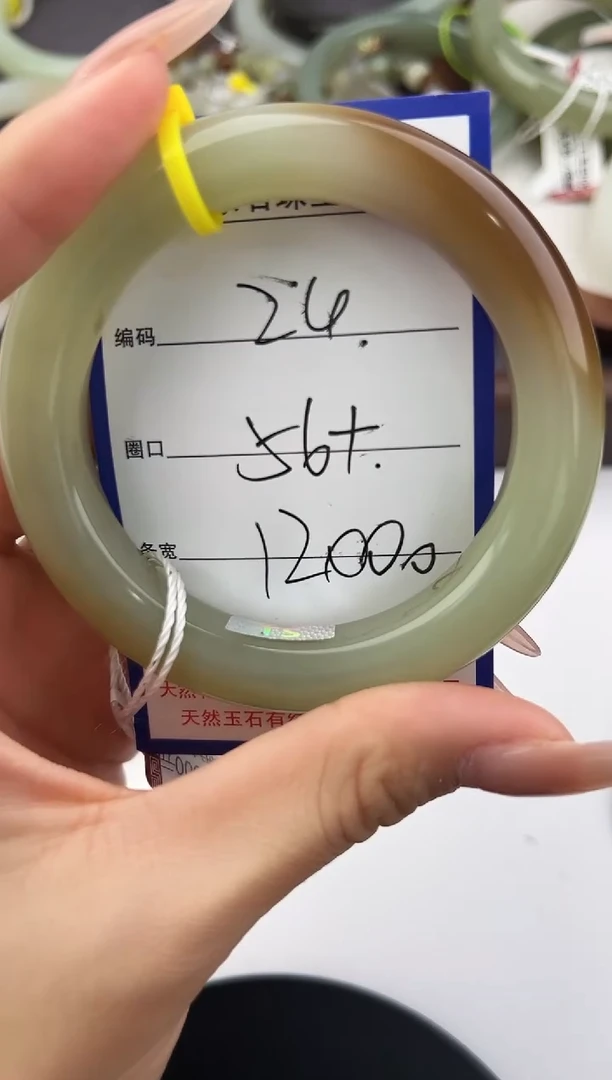 编码 24.
圈口 56+.
条宽 12000
天然玉石有